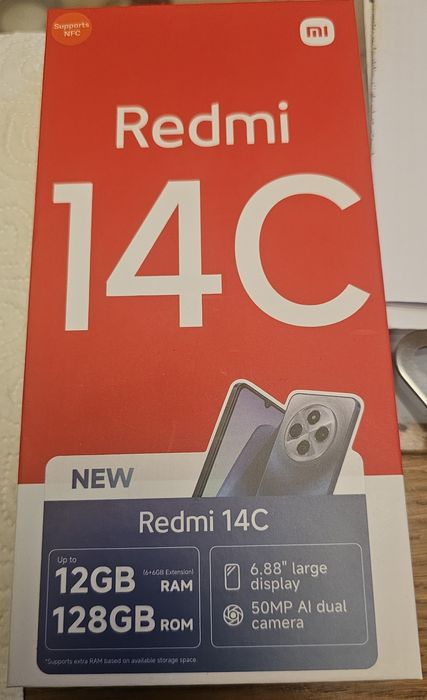 Supports
NFC
mi
Redmi
14C
NEW
Redmi 14C
Up to
12GB (6+6GB Extension) RAM
128GB ROM
6.88" large
display
50MP AI dual
camera
*Supports extra RAM based on available storage space.